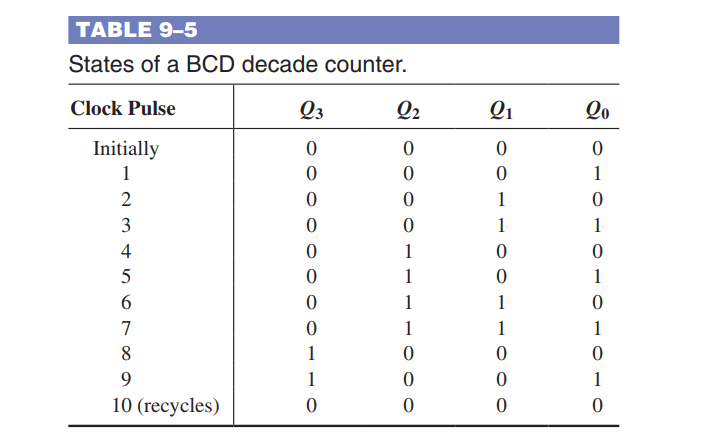 TABLE 9–5
States of a BCD decade counter.
Clock Pulse Q3 Q2 Q1 Q0
Initially 0 0 0 0
1 0 0 0 1
2 0 0 1 0
3 0 0 1 1
4 0 1 0 0
5 0 1 0 1
6 0 1 1 0
7 0 1 1 1
8 1 0 0 0
9 1 0 0 1
10 (recycles) 0 0 0 0